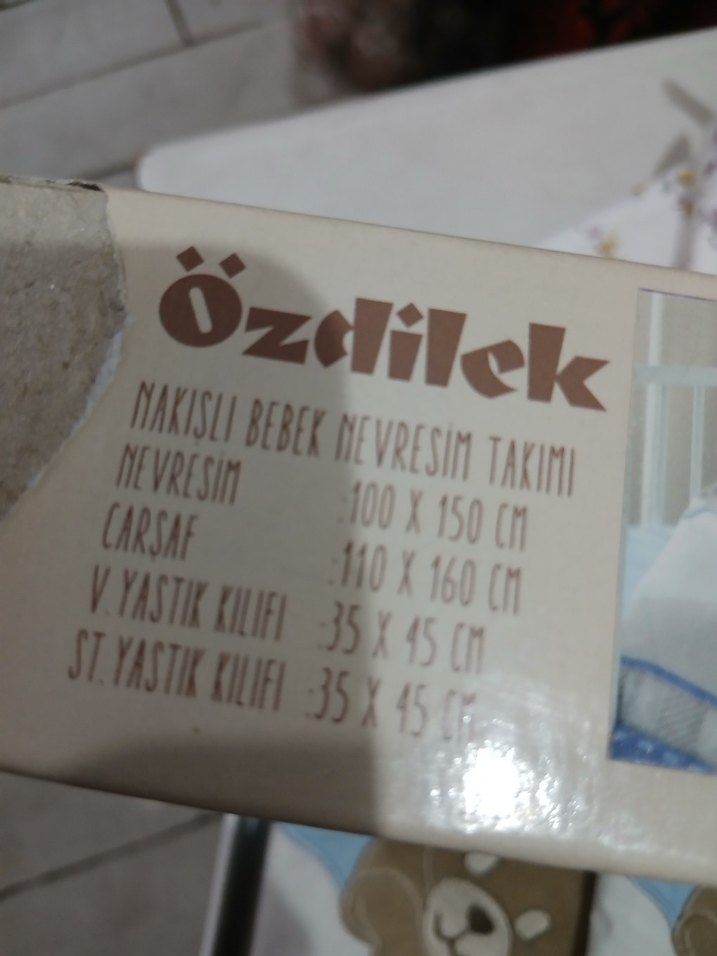 Özdilek
NAKIŞLI BEBEK NEVRESİM TAKIMI
NEVRESİM :100 X 150 CM
ÇARŞAF :110 X 160 CM
V. YASTIK KILIFI :35 X 45 CM
ST. YASTIK KILIFI :35 X 45 CM